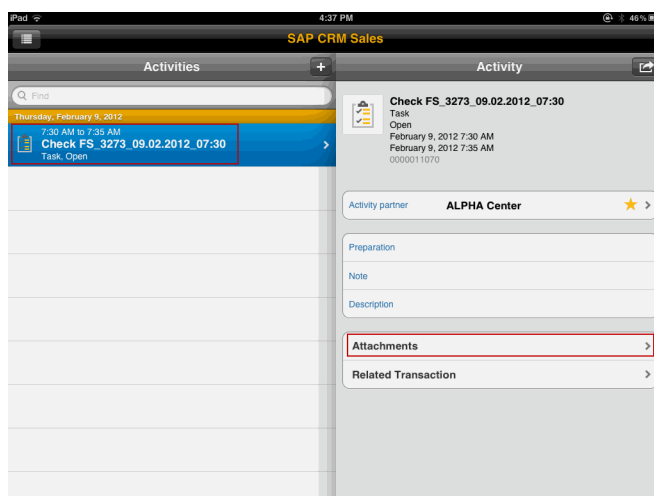 iPad
4:37 PM
46%
SAP CRM Sales
Activities
+
Find
Thursday, February 9, 2012
7:30 AM to 7:35 AM
Check FS_3273_09.02.2012_07:30
Task, Open
Activity
Check FS_3273_09.02.2012_07:30
Task
Open
February 9, 2012 7:30 AM
February 9, 2012 7:35 AM
0000011070
Activity partner ALPHA Center
Preparation
Note
Description
Attachments
Related Transaction